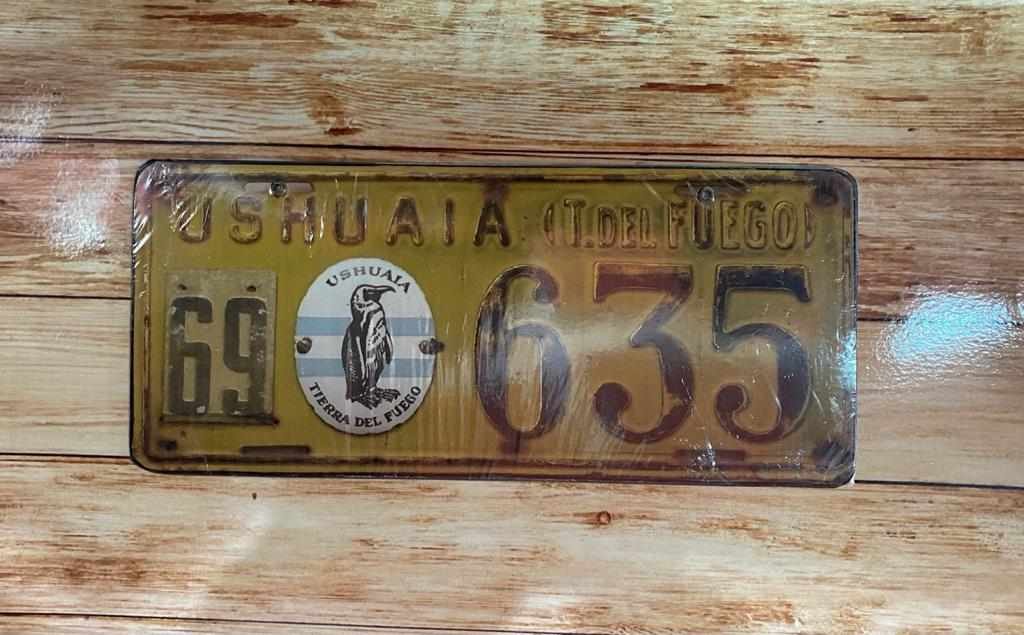 USHUAIA (T. DEL FUEGO)
69
USHUAIA
TIERRA DEL FUEGO
635